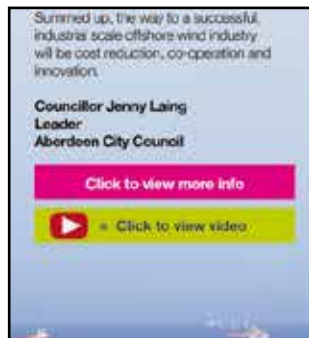 Summed up, the way to a successful,
industrial scale offshore wind industry
will be cost reduction, co-operation and
innovation.
Councillor Jenny Laing
Leader
Aberdeen City Council
Click to view more info
= Click to view video